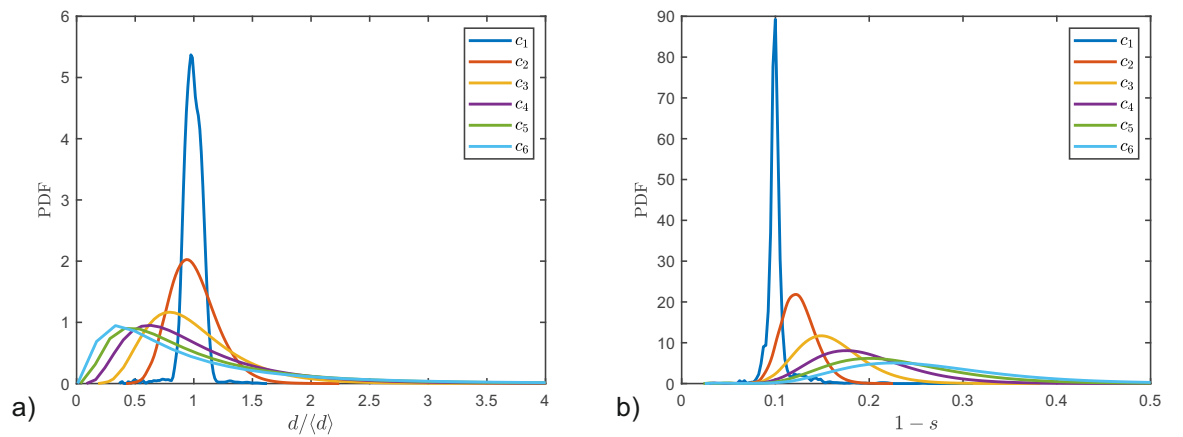 6
5
4
3
2
1
0
PDF
0
0.5
1
1.5
2
2.5
3
3.5
4
d/⟨d⟩
c₁
c₂
c₃
c₄
c₅
c₆
a)
90
80
70
60
50
40
30
20
10
0
PDF
0
0.1
0.2
0.3
0.4
0.5
1 − s
c₁
c₂
c₃
c₄
c₅
c₆
b)